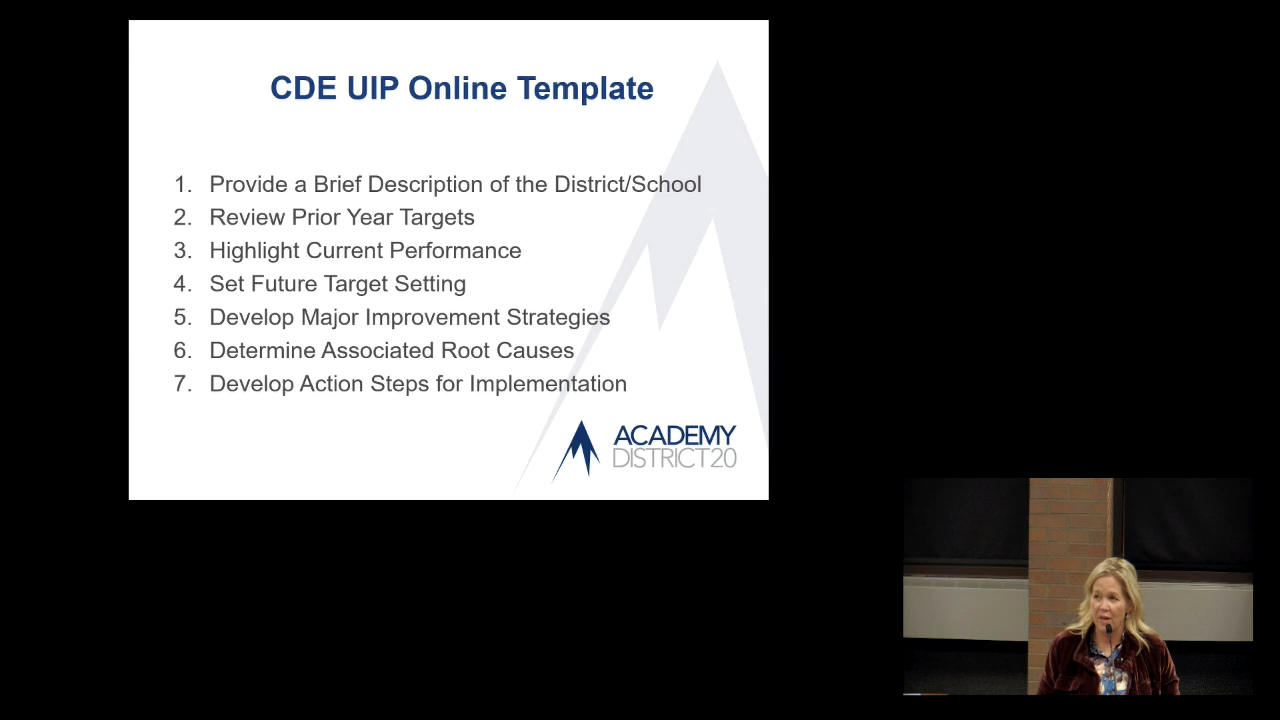 CDE UIP Online Template
1. Provide a Brief Description of the District/School
2. Review Prior Year Targets
3. Highlight Current Performance
4. Set Future Target Setting
5. Develop Major Improvement Strategies
6. Determine Associated Root Causes
7. Develop Action Steps for Implementation
ACADEMY
DISTRICT20